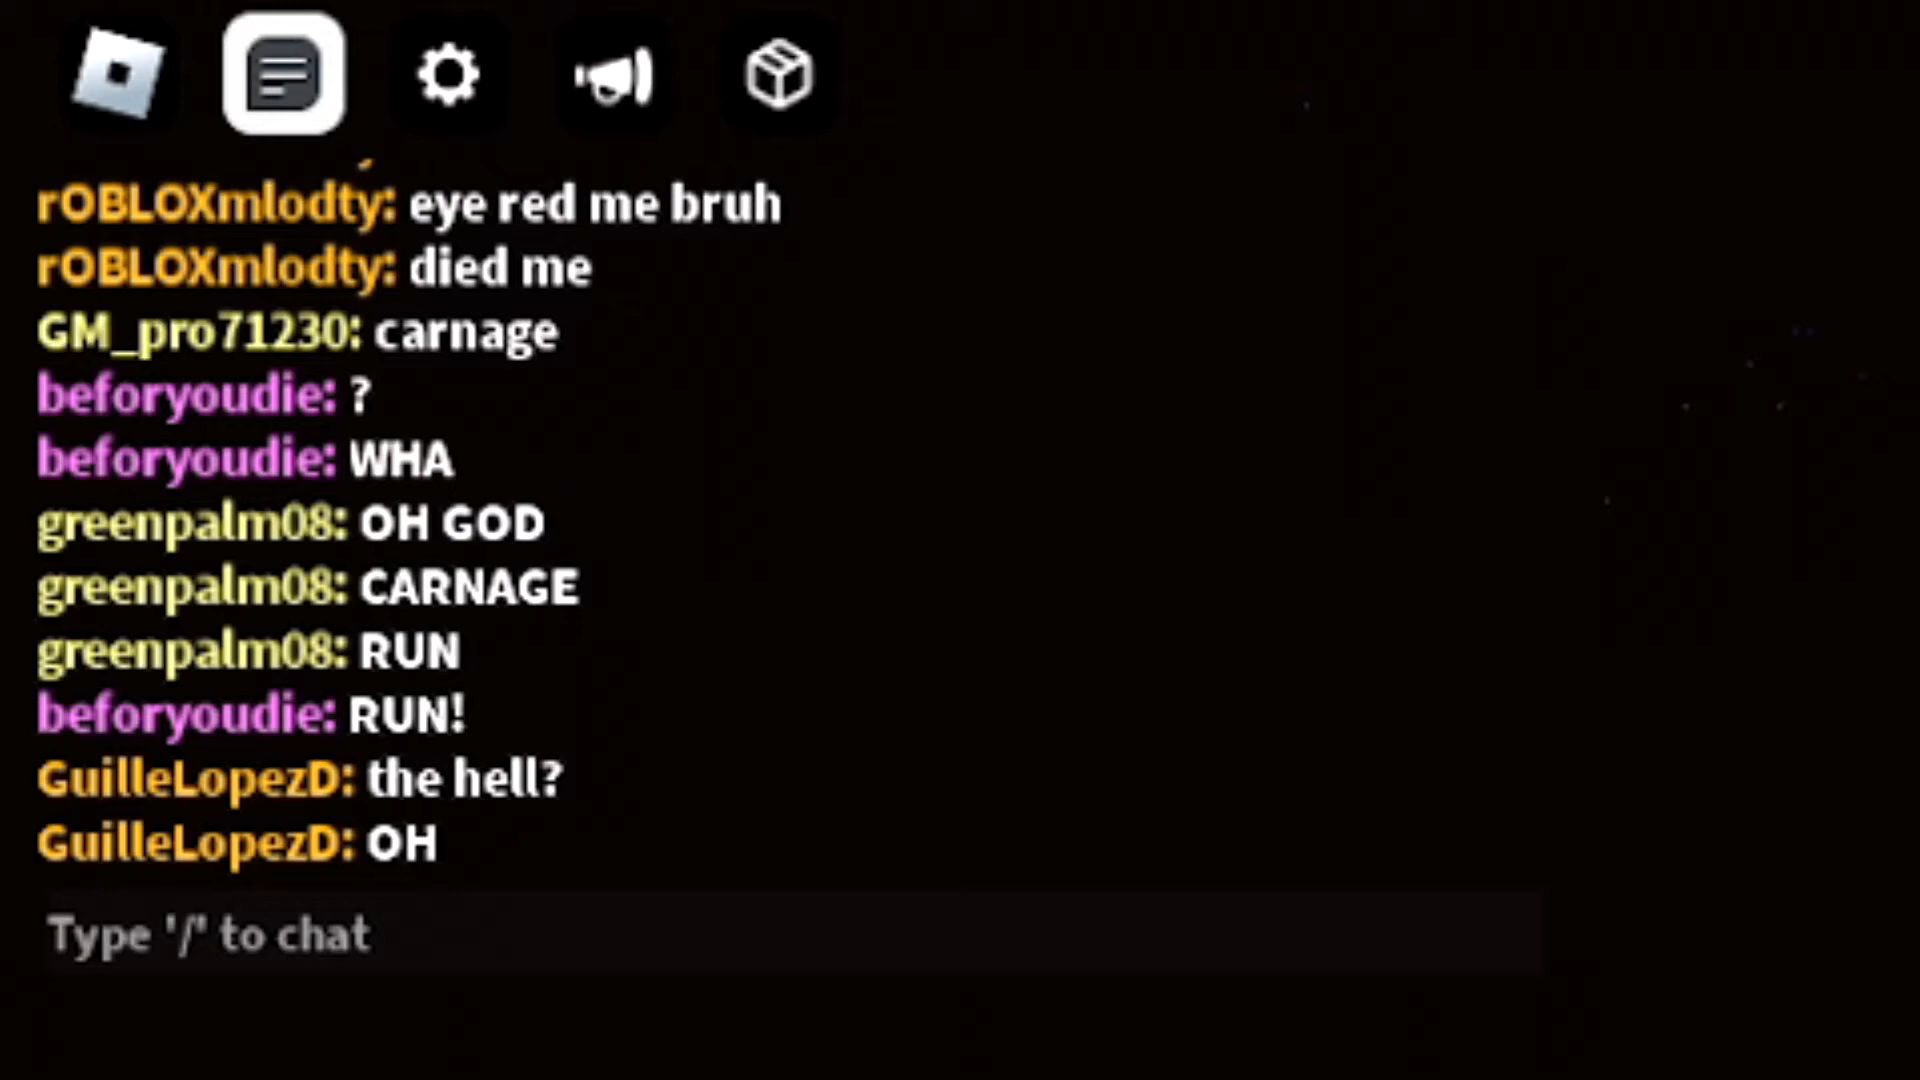 rOBLOXmlodty: eye red me bruh
rOBLOXmlodty: died me
GM_pro71230: carnage
beforyoudie: ?
beforyoudie: WHA
greenpalm08: OH GOD
greenpalm08: CARNAGE
greenpalm08: RUN
beforyoudie: RUN!
GuilleLopezD: the hell?
GuilleLopezD: OH
Type '/' to chat